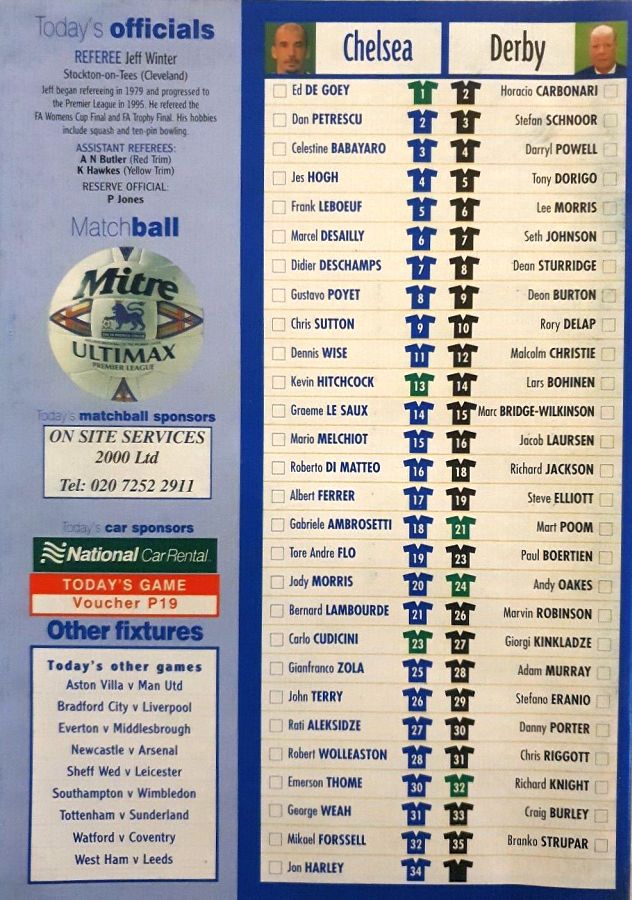 Today's officials
REFEREE Jeff Winter
Stockton-on-Tees (Cleveland)
Jeff began refereeing in 1979 and progressed to
the Premier League in 1995. He refereed the
FA Womens Cup Final and FA Trophy Final. His hobbies
include squash and ten-pin bowling.
ASSISTANT REFEREES:
A N Butler (Red Trim)
K Hawkes (Yellow Trim)
RESERVE OFFICIAL:
P Jones
Matchball
Mitre
ULTIMAX
PREMIER LEAGUE
Today's matchball sponsors
ON SITE SERVICES
2000 Ltd
Tel: 020 7252 2911
Today's car sponsors
National Car Rental
TODAY'S GAME
Voucher P19
Other fixtures
Today's other games
Aston Villa v Man Utd
Bradford City v Liverpool
Everton v Middlesbrough
Newcastle v Arsenal
Sheff Wed v Leicester
Southampton v Wimbledon
Tottenham v Sunderland
Watford v Coventry
West Ham v Leeds
Chelsea Derby
Ed DE GOEY 1 2 Horacio CARBONARI
Dan PETRESCU 2 3 Stefan SCHNOOR
Celestine BABAYARO 3 4 Darryl POWELL
Jes HOGH 4 5 Tony DORIGO
Frank LEBOEUF 5 6 Lee MORRIS
Marcel DESAILLY 6 7 Seth JOHNSON
Didier DESCHAMPS 7 8 Dean STURRIDGE
Gustavo POYET 8 9 Deon BURTON
Chris SUTTON 9 10 Rory DELAP
Dennis WISE 11 12 Malcolm CHRISTIE
Kevin HITCHCOCK 13 14 Lars BOHINEN
Graeme LE SAUX 14 15 Marc BRIDGE-WILKINSON
Mario MELCHIOT 15 16 Jacob LAURSEN
Roberto DI MATTEO 16 18 Richard JACKSON
Albert FERRER 17 19 Steve ELLIOTT
Gabriele AMBROSETTI 18 21 Mart POOM
Tore Andre FLO 19 23 Paul BOERTIEN
Jody MORRIS 20 24 Andy OAKES
Bernard LAMBOURDE 21 26 Marvin ROBINSON
Carlo CUDICINI 23 27 Giorgi KINKLADZE
Gianfranco ZOLA 25 28 Adam MURRAY
John TERRY 26 29 Stefano ERANIO
Rati ALEKSIDZE 27 30 Danny PORTER
Robert WOLLEASTON 28 31 Chris RIGGOTT
Emerson THOME 30 32 Richard KNIGHT
George WEAH 31 33 Craig BURLEY
Mikael FORSSELL 32 35 Branko STRUPAR
Jon HARLEY 34